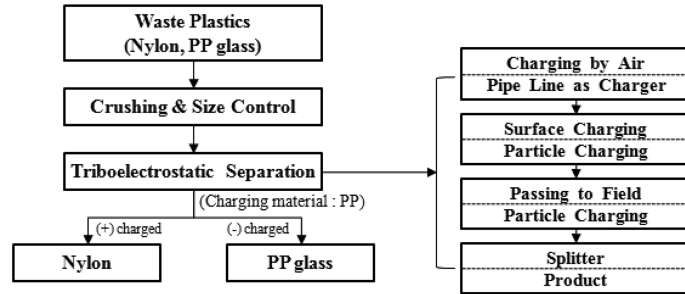 Waste Plastics
(Nylon, PP glass)
Crushing & Size Control
Triboelectrostatic Separation
(Charging material : PP)
(+) charged
(-) charged
Nylon
PP glass
Charging by Air
Pipe Line as Charger
Surface Charging
Particle Charging
Passing to Field
Particle Charging
Splitter
Product